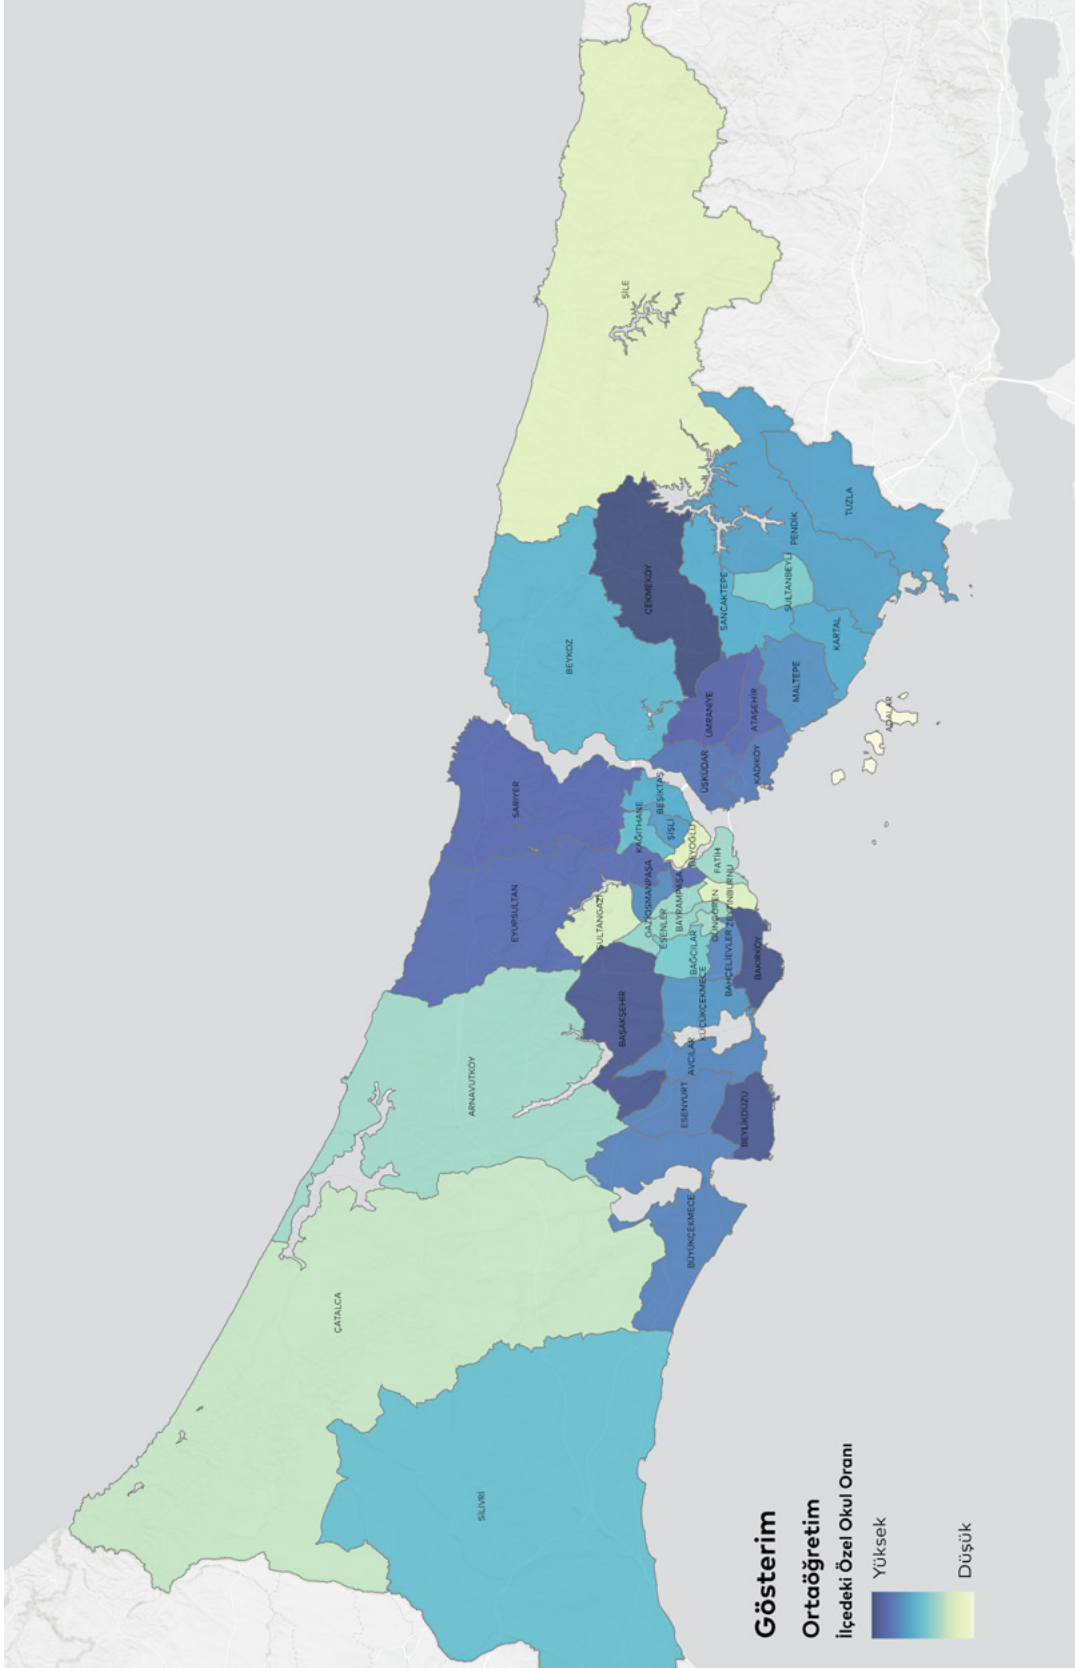 ŞİLE
BEYKOZ
ÇEKMEKÖY
SANCAKTEPE
PENDİK
TUZLA
SULTANBEYLİ
KARTAL
MALTEPE
ÜMRANİYE
ATAŞEHİR
ÜSKÜDAR
KADIKÖY
ADALAR
SARIYER
EYÜPSULTAN
SULTANGAZİ
KAĞITHANE
BEŞİKTAŞ
ŞİŞLİ
BEYOĞLU
FATİH
GAZİOSMANPAŞA
BAYRAMPAŞA
ESENLER
GÜNGÖREN
ZEYTİNBURNU
BAĞCILAR
BAHÇELİEVLER
BAKIRKÖY
KÜÇÜKÇEKMECE
BAŞAKŞEHİR
AVCILAR
ESENYURT
BEYLİKDÜZÜ
BÜYÜKÇEKMECE
ARNAVUTKÖY
ÇATALCA
SİLİVRİ
Gösterim
Ortaöğretim
İlçedeki Özel Okul Oranı
Yüksek
Düşük